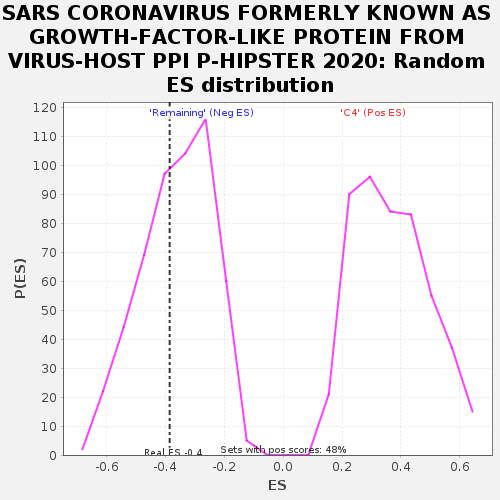 SARS CORONAVIRUS FORMERLY KNOWN AS
GROWTH-FACTOR-LIKE PROTEIN FROM
VIRUS-HOST PPI P-HIPSTER 2020: Random
ES distribution
120
110
100
90
80
70
60
50
40
30
20
10
0
P(ES)
'Remaining' (Neg ES)
'C4' (Pos ES)
Real ES -0.4
Sets with pos scores: 48%
-0.6
-0.4
-0.2
0.0
0.2
0.4
0.6
ES